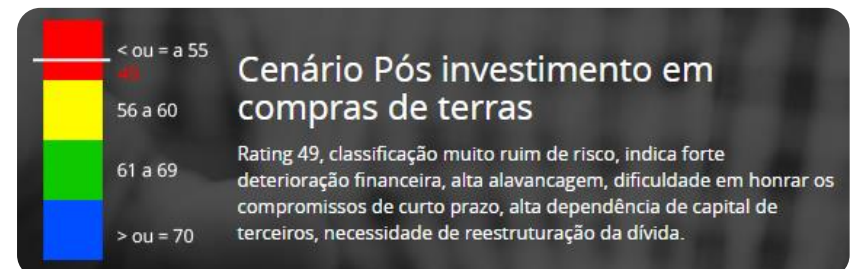 < ou = a 55
49
56 a 60
61 a 69
> ou = 70
Cenário Pós investimento em
compras de terras
Rating 49, classificação muito ruim de risco, indica forte
deterioração financeira, alta alavancagem, dificuldade em honrar os
compromissos de curto prazo, alta dependência de capital de
terceiros, necessidade de reestruturação da dívida.